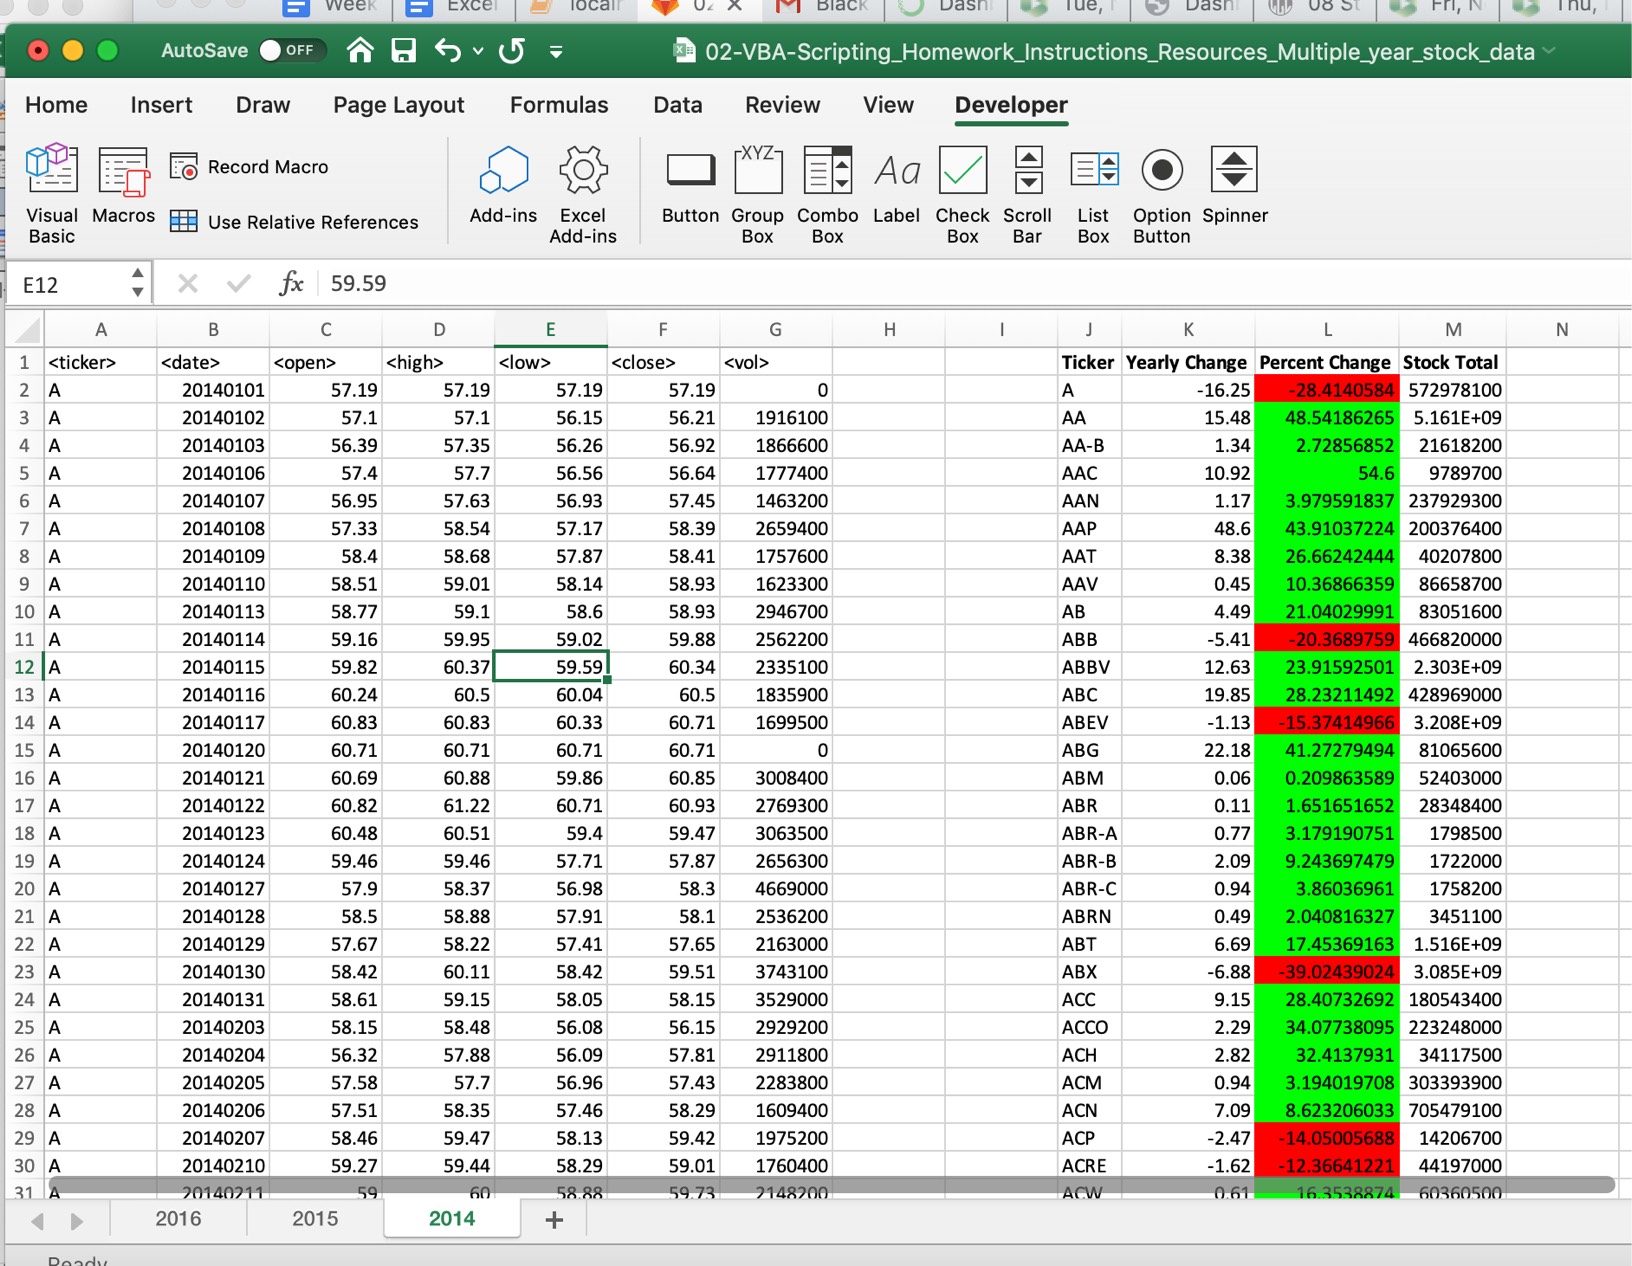 Week Excel localh 02 Black Dash Tue, Dash 08 St Fri, N Thu,
AutoSave OFF 02-VBA-Scripting_Homework_Instructions_Resources_Multiple_year_stock_data
Home Insert Draw Page Layout Formulas Data Review View Developer
Visual Basic Macros Record Macro Use Relative References Add-ins Excel Add-ins XYZ Aa Button Group Box Combo Box Label Check Box Scroll Bar List Box Option Button Spinner
E12 fx 59.59
A B C D E F G H I J K L M N
1 <ticker> <date> <open> <high> <low> <close> <vol> Ticker Yearly Change Percent Change Stock Total
2 A 20140101 57.19 57.19 57.19 57.19 0 A -16.25 -28.4140584 572978100
3 A 20140102 57.1 57.1 56.15 56.21 1916100 AA 15.48 48.54186265 5.161E+09
4 A 20140103 56.39 57.35 56.26 56.92 1866600 AA-B 1.34 2.72856852 21618200
5 A 20140106 57.4 57.7 56.56 56.64 1777400 AAC 10.92 54.6 9789700
6 A 20140107 56.95 57.63 56.93 57.45 1463200 AAN 1.17 3.979591837 237929300
7 A 20140108 57.33 58.54 57.17 58.39 2659400 AAP 48.6 43.91037224 200376400
8 A 20140109 58.4 58.68 57.87 58.41 1757600 AAT 8.38 26.66242444 40207800
9 A 20140110 58.51 59.01 58.14 58.93 1623300 AAV 0.45 10.36866359 86658700
10 A 20140113 58.77 59.1 58.6 58.93 2946700 AB 4.49 21.04029991 83051600
11 A 20140114 59.16 59.95 59.02 59.88 2562200 ABB -5.41 -20.3689759 466820000
12 A 20140115 59.82 60.37 59.59 60.34 2335100 ABBV 12.63 23.91592501 2.303E+09
13 A 20140116 60.24 60.5 60.04 60.5 1835900 ABC 19.85 28.23211492 428969000
14 A 20140117 60.83 60.83 60.33 60.71 1699500 ABEV -1.13 -15.37414966 3.208E+09
15 A 20140120 60.71 60.71 60.71 60.71 0 ABG 22.18 41.27279494 81065600
16 A 20140121 60.69 60.88 59.86 60.85 3008400 ABM 0.06 0.209863589 52403000
17 A 20140122 60.82 61.22 60.71 60.93 2769300 ABR 0.11 1.651651652 28348400
18 A 20140123 60.48 60.51 59.4 59.47 3063500 ABR-A 0.77 3.179190751 1798500
19 A 20140124 59.46 59.46 57.71 57.87 2656300 ABR-B 2.09 9.243697479 1722000
20 A 20140127 57.9 58.37 56.98 58.3 4669000 ABR-C 0.94 3.86036961 1758200
21 A 20140128 58.5 58.88 57.91 58.1 2536200 ABRN 0.49 2.040816327 3451100
22 A 20140129 57.67 58.22 57.41 57.65 2163000 ABT 6.69 17.45369163 1.516E+09
23 A 20140130 58.42 60.11 58.42 59.51 3743100 ABX -6.88 -39.02439024 3.085E+09
24 A 20140131 58.61 59.15 58.05 58.15 3529000 ACC 9.15 28.40732692 180543400
25 A 20140203 58.15 58.48 56.08 56.15 2929200 ACCO 2.29 34.07738095 223248000
26 A 20140204 56.32 57.88 56.09 57.81 2911800 ACH 2.82 32.4137931 34117500
27 A 20140205 57.58 57.7 56.96 57.43 2283800 ACM 0.94 3.194019708 303393900
28 A 20140206 57.51 58.35 57.46 58.29 1609400 ACN 7.09 8.623206033 705479100
29 A 20140207 58.46 59.47 58.13 59.42 1975200 ACP -2.47 -14.05005688 14206700
30 A 20140210 59.27 59.44 58.29 59.01 1760400 ACRE -1.62 -12.36641221 44197000
31 A 20140211 59 60 58.88 59.73 2148200 ACW 0.61 16.3538874 60360500
2016 2015 2014 +
Ready